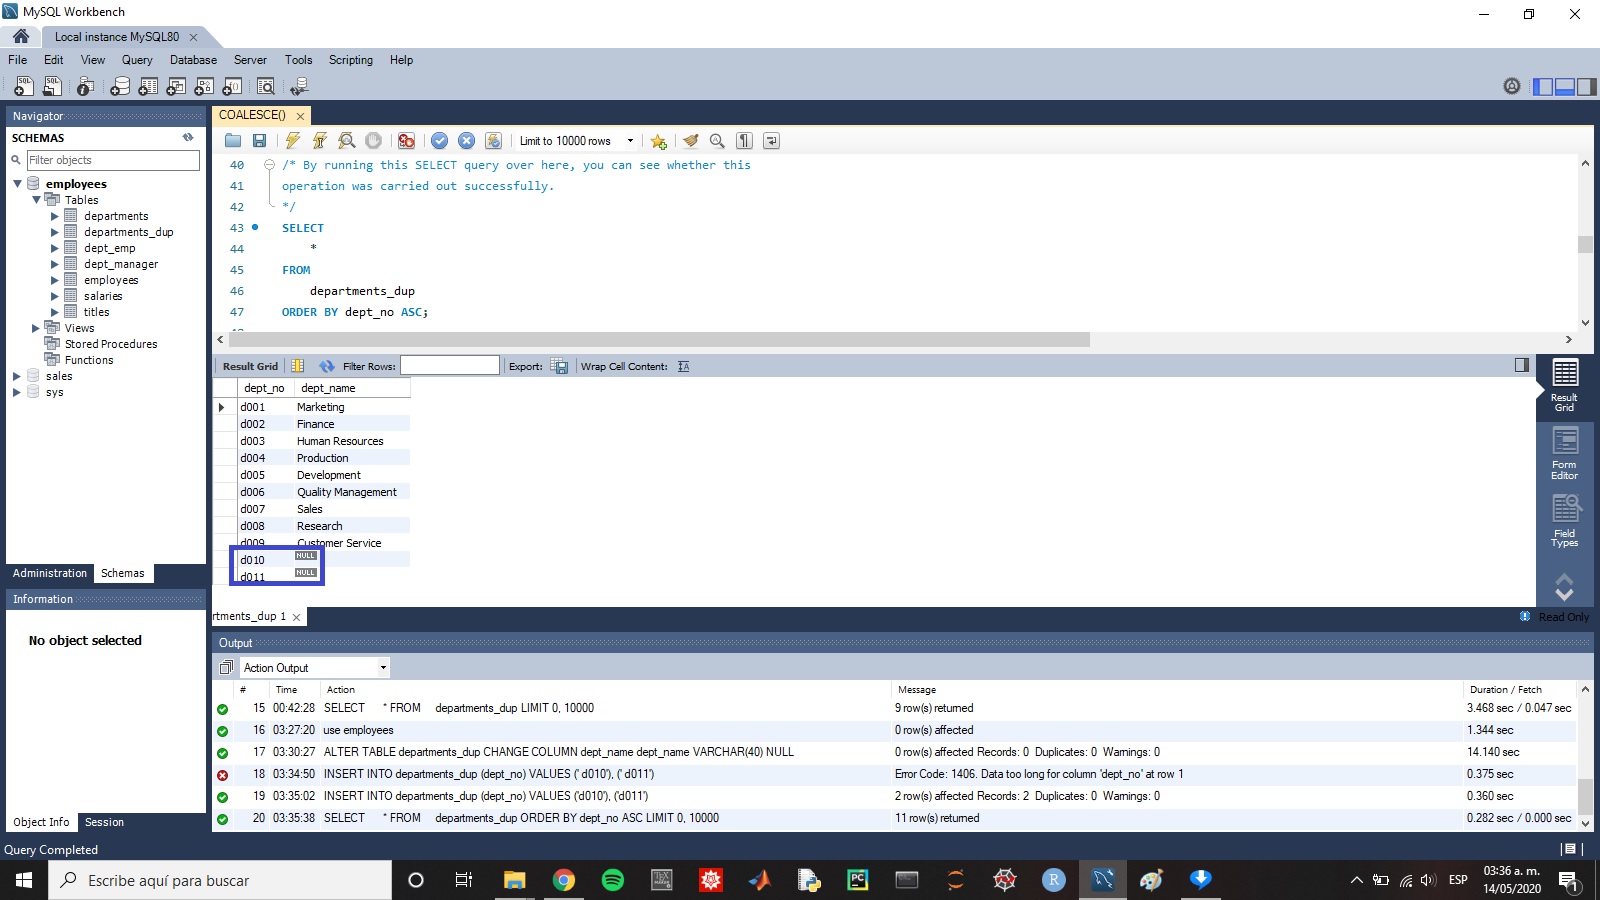 MySQL Workbench
Local instance MySQL80
File Edit View Query Database Server Tools Scripting Help
Navigator
SCHEMAS
Filter objects
employees
Tables
departments
departments_dup
dept_emp
dept_manager
employees
salaries
titles
Views
Stored Procedures
Functions
sales
sys
Administration Schemas
Information
No object selected
Object Info Session
COALESCE()
Limit to 10000 rows
40 /* By running this SELECT query over here, you can see whether this
41 operation was carried out successfully.
42 */
43 SELECT
44 *
45 FROM
46 departments_dup
47 ORDER BY dept_no ASC;
Result Grid Filter Rows: Export: Wrap Cell Content:
dept_no dept_name
d001 Marketing
d002 Finance
d003 Human Resources
d004 Production
d005 Development
d006 Quality Management
d007 Sales
d008 Research
d009 Customer Service
d010 NULL
d011 NULL
Result
Grid
Form
Editor
Field
Types
rtments_dup 1
Read Only
Output
Action Output
# Time Action Message Duration / Fetch
15 00:42:28 SELECT * FROM departments_dup LIMIT 0, 10000 9 row(s) returned 3.468 sec / 0.047 sec
16 03:27:20 use employees 0 row(s) affected 1.344 sec
17 03:30:27 ALTER TABLE departments_dup CHANGE COLUMN dept_name dept_name VARCHAR(40) NULL 0 row(s) affected Records: 0 Duplicates: 0 Warnings: 0 14.140 sec
18 03:34:50 INSERT INTO departments_dup (dept_no) VALUES (' d010'), (' d011') Error Code: 1406. Data too long for column 'dept_no' at row 1 0.375 sec
19 03:35:02 INSERT INTO departments_dup (dept_no) VALUES ('d010'), ('d011') 2 row(s) affected Records: 2 Duplicates: 0 Warnings: 0 0.360 sec
20 03:35:38 SELECT * FROM departments_dup ORDER BY dept_no ASC LIMIT 0, 10000 11 row(s) returned 0.282 sec / 0.000 sec
Query Completed
Escribe aquí para buscar
ESP
03:36 a. m.
14/05/2020
1